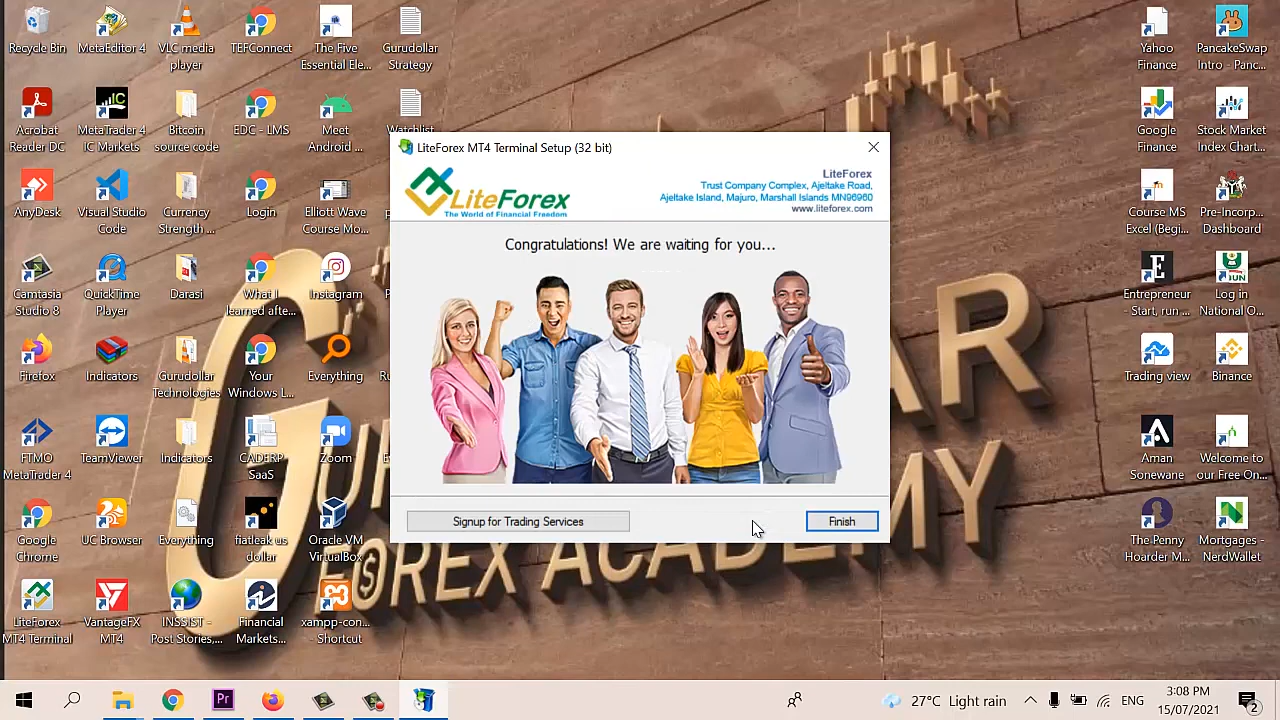 Recycle Bin
MetaEditor 4
VLC media
player
TEFConnect
The Five
Essential Ele...
Gurudollar
Strategy
Yahoo
Finance
PancakeSwap
Intro - Panc...
Acrobat
Reader DC
MetaTrader 4
IC Markets
Bitcoin
source code
EDC - LMS
Meet
Android ...
Watchlist
Google
Finance
Stock Market
Index Chart...
AnyDesk
Visual Studio
Code
Currency
Strength ...
Login
Elliott Wave
Course Mo...
Course MS
Excel (Begi...
Pre-Incorp...
Dashboard
Camtasia
Studio 8
QuickTime
Player
Darasi
What I
learned afte...
Instagram
Entrepreneur
- Start, run ...
Log in
National O...
Firefox
Indicators
Gurudollar
Technologies
Your
Windows L...
Everything
Trading view
Binance
FTMO
MetaTrader 4
TeamViewer
Indicators
CADERP
SaaS
Zoom
Aman
Sonewane
Welcome to
our Free On...
Google
Chrome
UC Browser
Everything
fiatleak us
dollar
Oracle VM
VirtualBox
The Penny
Hoarder M...
Mortgages -
NerdWallet
LiteForex
MT4 Terminal
VantageFX
MT4
INSSIST -
Post Stories,...
Financial
Markets...
xampp-con...
- Shortcut
LiteForex MT4 Terminal Setup (32 bit)
LiteForex
The World of Financial Freedom
LiteForex
Trust Company Complex, Ajeltake Road,
Ajeltake Island, Majuro, Marshall Islands MN96960
www.liteforex.com
Congratulations! We are waiting for you...
Signup for Trading Services
Finish
FOREX ACADEMY
27°C Light rain
ENG
3:08 PM
15/07/2021
2